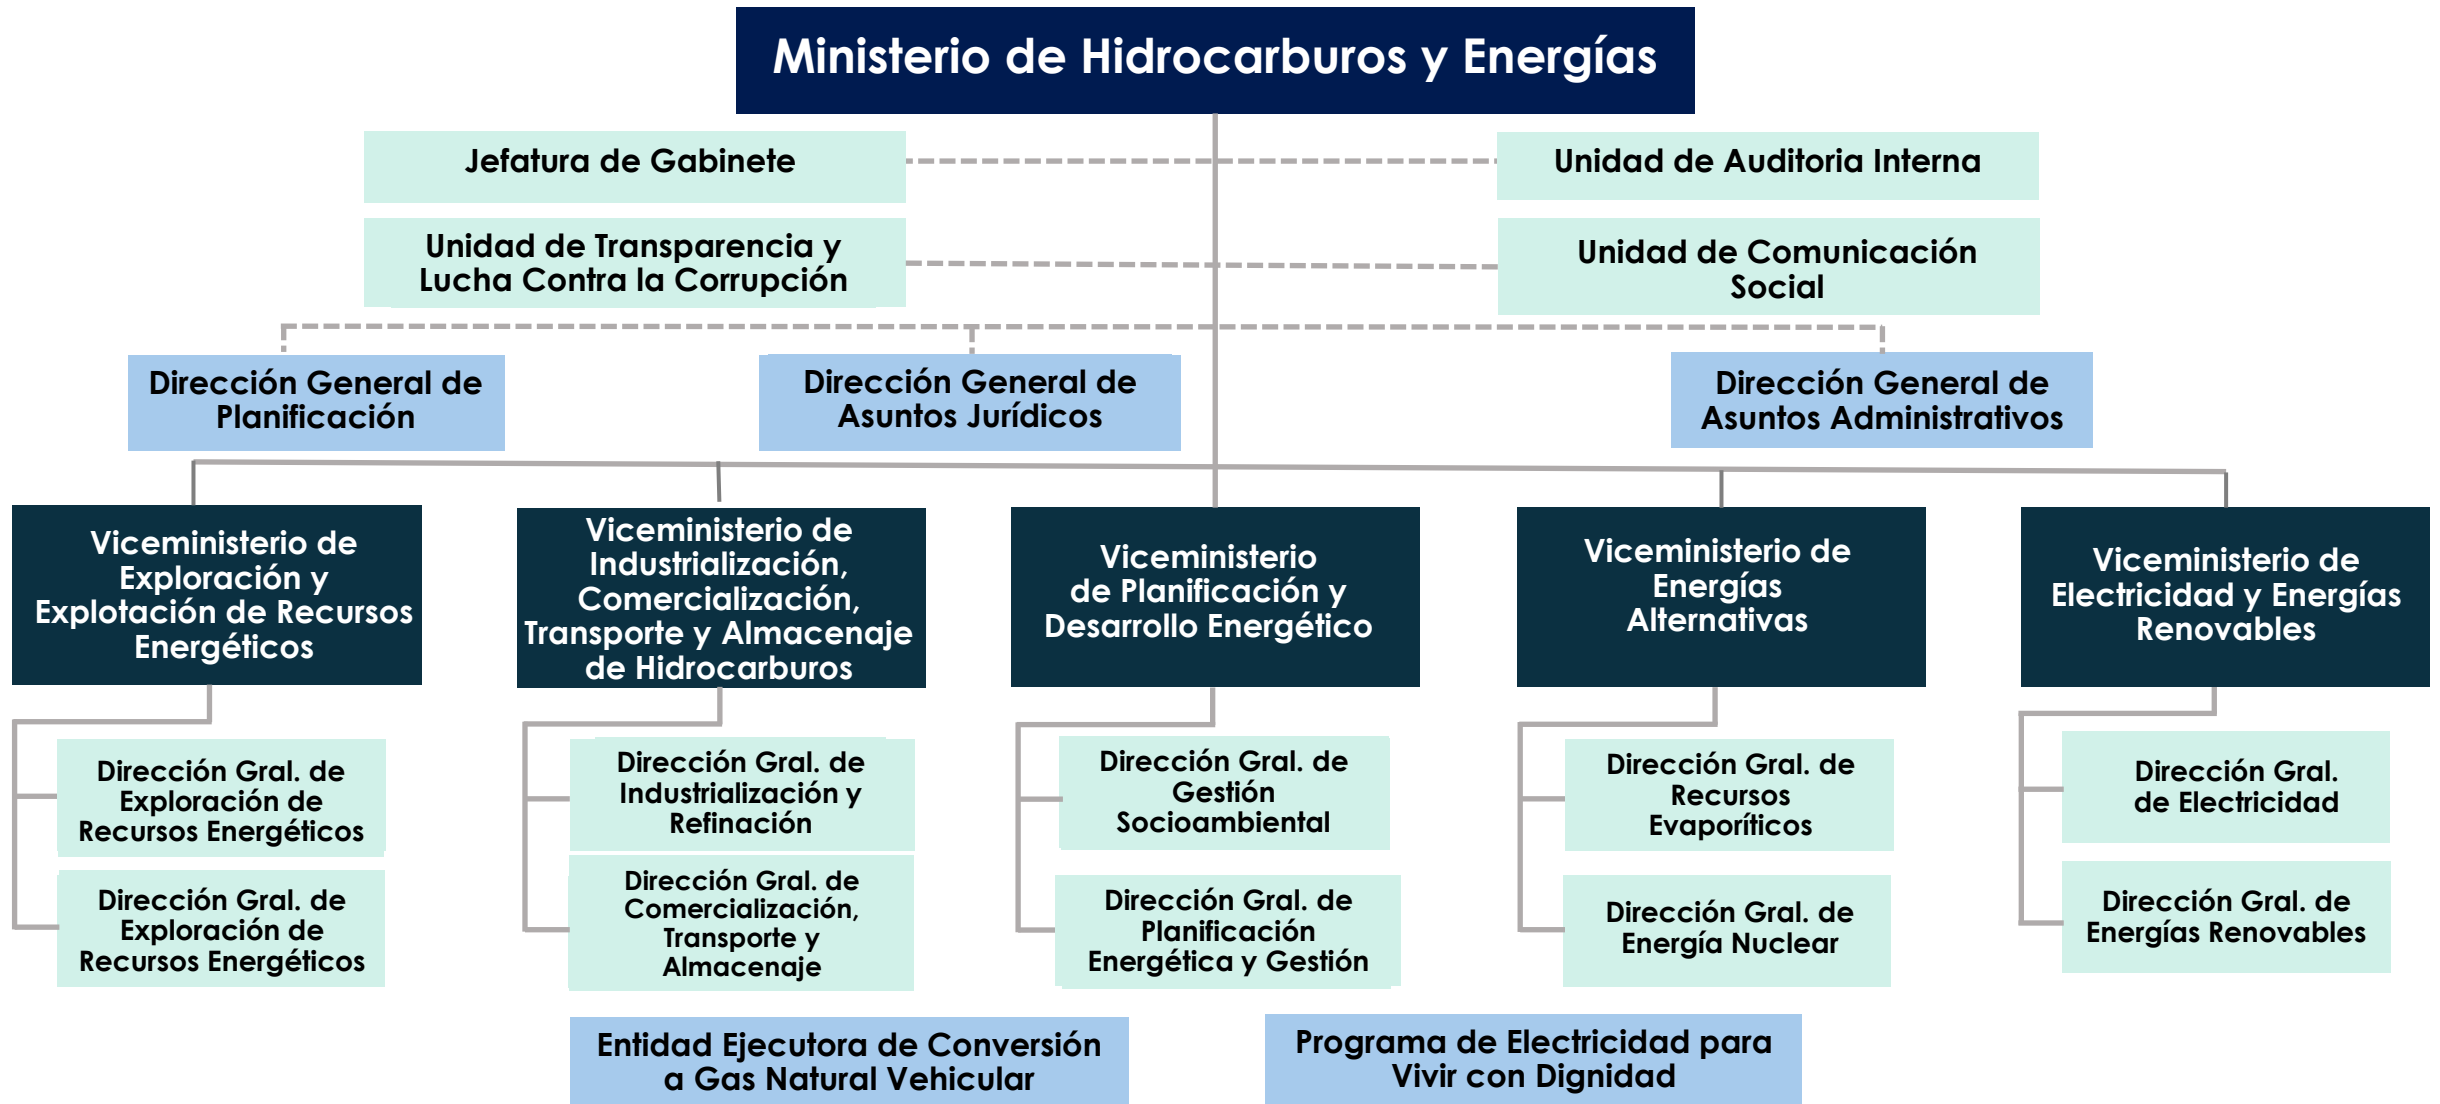 Ministerio de Hidrocarburos y Energías
Jefatura de Gabinete
Unidad de Auditoria Interna
Unidad de Transparencia y
Lucha Contra la Corrupción
Unidad de Comunicación
Social
Dirección General de
Planificación
Dirección General de
Asuntos Jurídicos
Dirección General de
Asuntos Administrativos
Viceministerio de
Exploración y
Explotación de Recursos
Energéticos
Viceministerio de
Industrialización,
Comercialización,
Transporte y Almacenaje
de Hidrocarburos
Viceministerio
de Planificación y
Desarrollo Energético
Viceministerio de
Energías
Alternativas
Viceministerio de
Electricidad y Energías
Renovables
Dirección Gral. de
Exploración de
Recursos Energéticos
Dirección Gral. de
Industrialización y
Refinación
Dirección Gral. de
Gestión
Socioambiental
Dirección Gral. de
Recursos
Evaporíticos
Dirección Gral.
de Electricidad
Dirección Gral. de
Exploración de
Recursos Energéticos
Dirección Gral. de
Comercialización,
Transporte y
Almacenaje
Dirección Gral. de
Planificación
Energética y Gestión
Dirección Gral. de
Energía Nuclear
Dirección Gral. de
Energías Renovables
Entidad Ejecutora de Conversión
a Gas Natural Vehicular
Programa de Electricidad para
Vivir con Dignidad